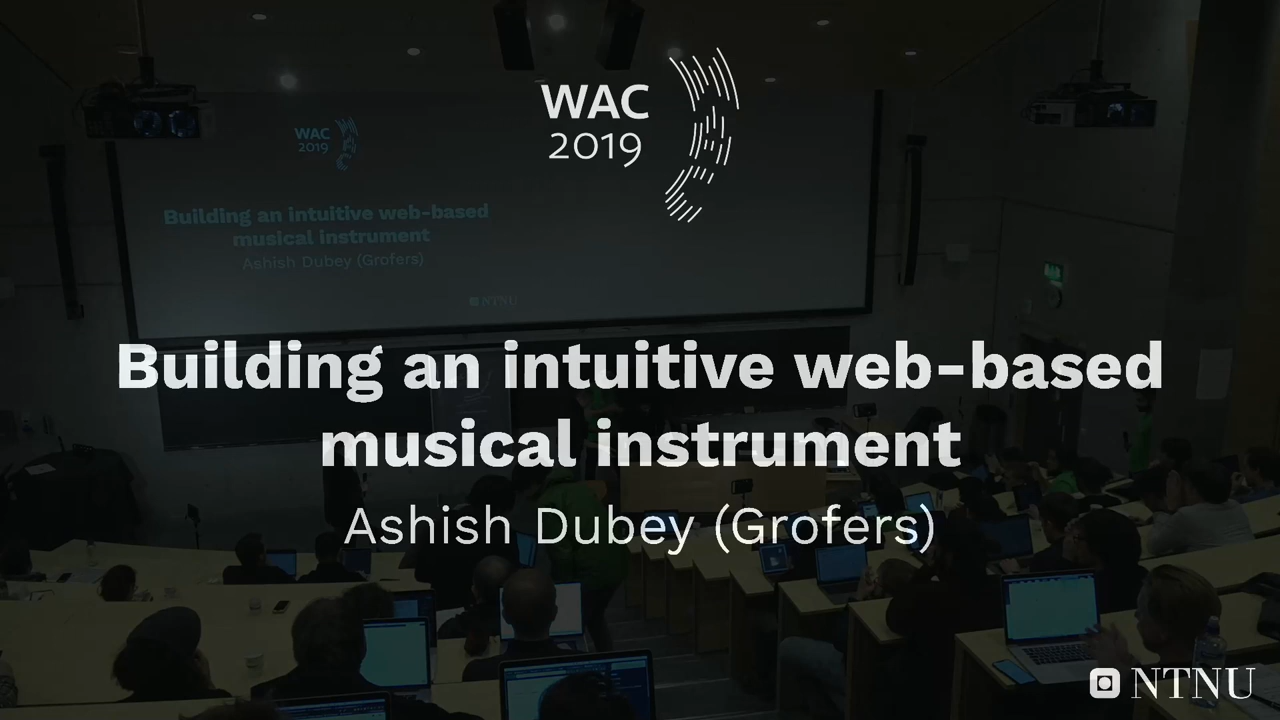 WAC
2019
Building an intuitive web-based
musical instrument
Ashish Dubey (Grofers)
NTNU
WAC
2019
Building an intuitive web-based
musical instrument
Ashish Dubey (Grofers)
NTNU